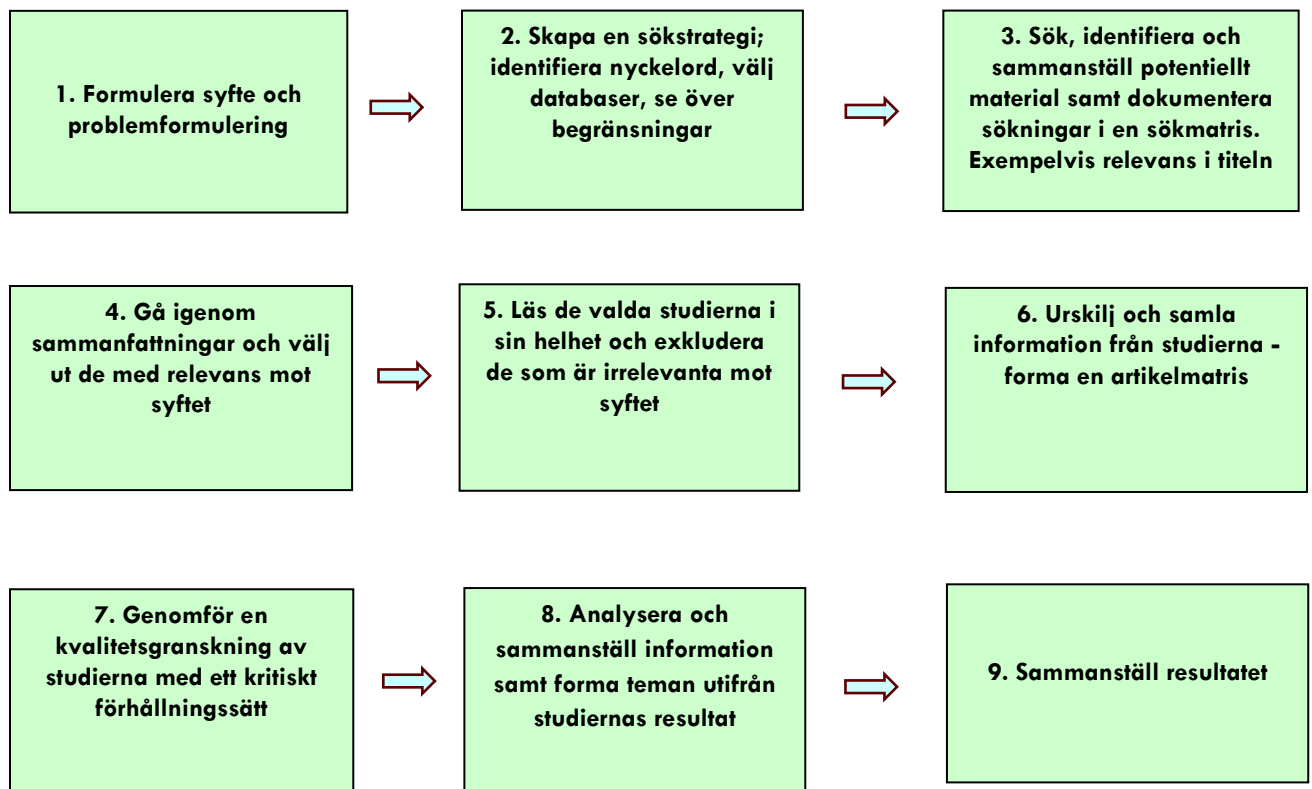 1. Formulera syfte och
problemformulering
2. Skapa en sökstrategi;
identifiera nyckelord, välj
databaser, se över
begränsningar
3. Sök, identifiera och
sammanställ potentiellt
material samt dokumentera
sökningar i en sökmatris.
Exempelvis relevans i titeln
4. Gå igenom
sammanfattningar och välj
ut de med relevans mot
syftet
5. Läs de valda studierna i
sin helhet och exkludera
de som är irrelevanta mot
syftet
6. Urskilj och samla
information från studierna -
forma en artikelmatris
7. Genomför en
kvalitetsgranskning av
studierna med ett kritiskt
förhållningssätt
8. Analysera och
sammanställ information
samt forma teman utifrån
studiernas resultat
9. Sammanställ resultatet